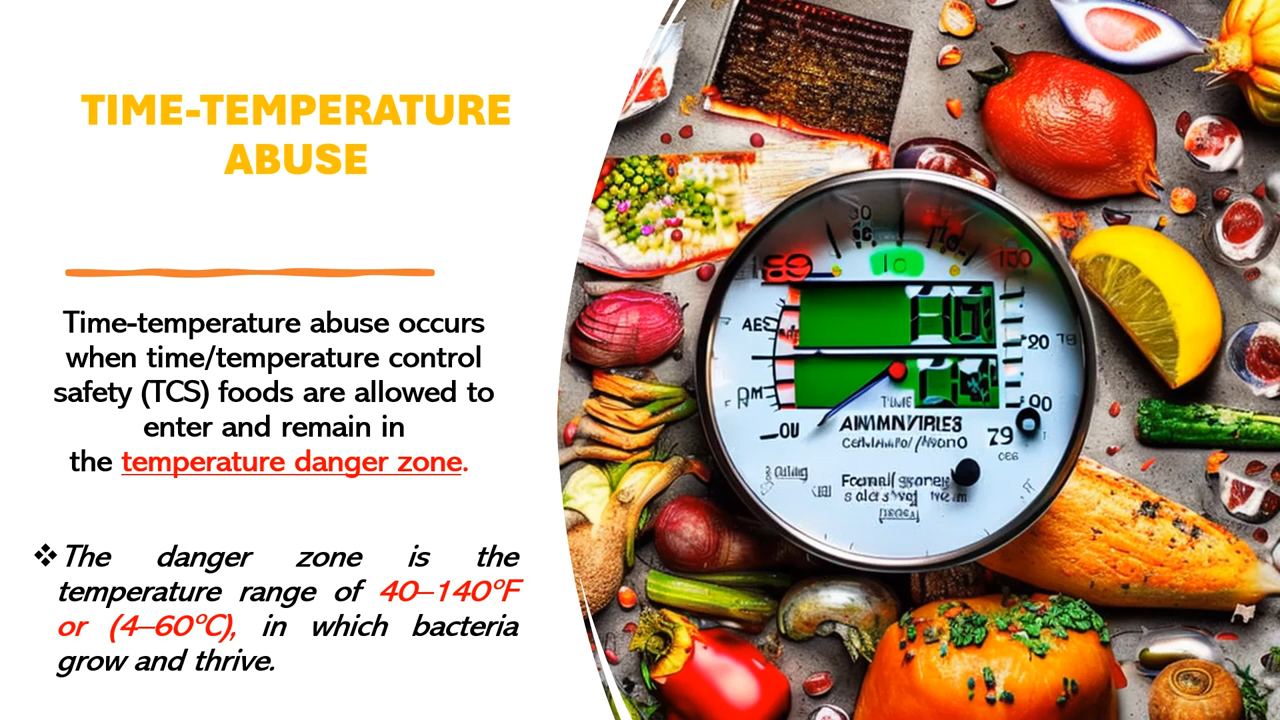 TIME-TEMPERATURE
ABUSE
Time-temperature abuse occurs
when time/temperature control
safety (TCS) foods are allowed to
enter and remain in
the temperature danger zone.
❖The danger zone is the
temperature range of 40–140°F
or (4–60°C), in which bacteria
grow and thrive.
TIME
79